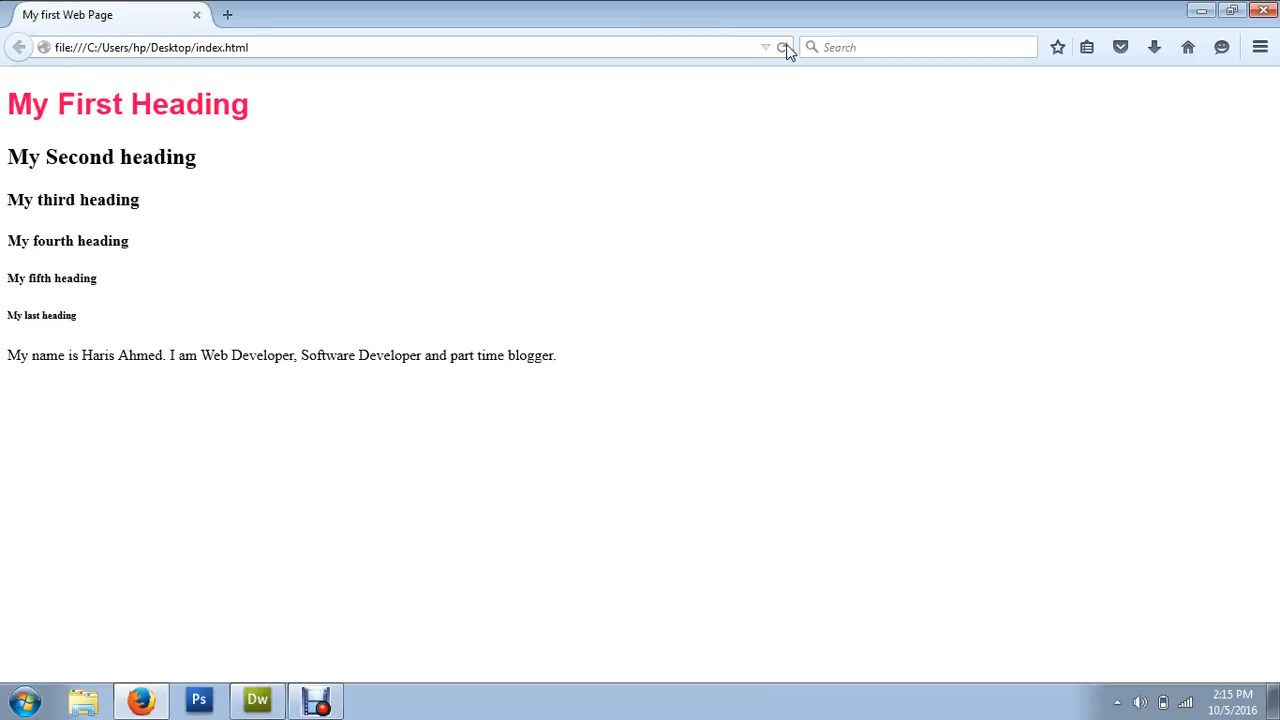 My first Web Page
file:///C:/Users/hp/Desktop/index.html
Search
My First Heading
My Second heading
My third heading
My fourth heading
My fifth heading
My last heading
My name is Haris Ahmed. I am Web Developer, Software Developer and part time blogger.
Ps
Dw
2:15 PM
10/5/2016